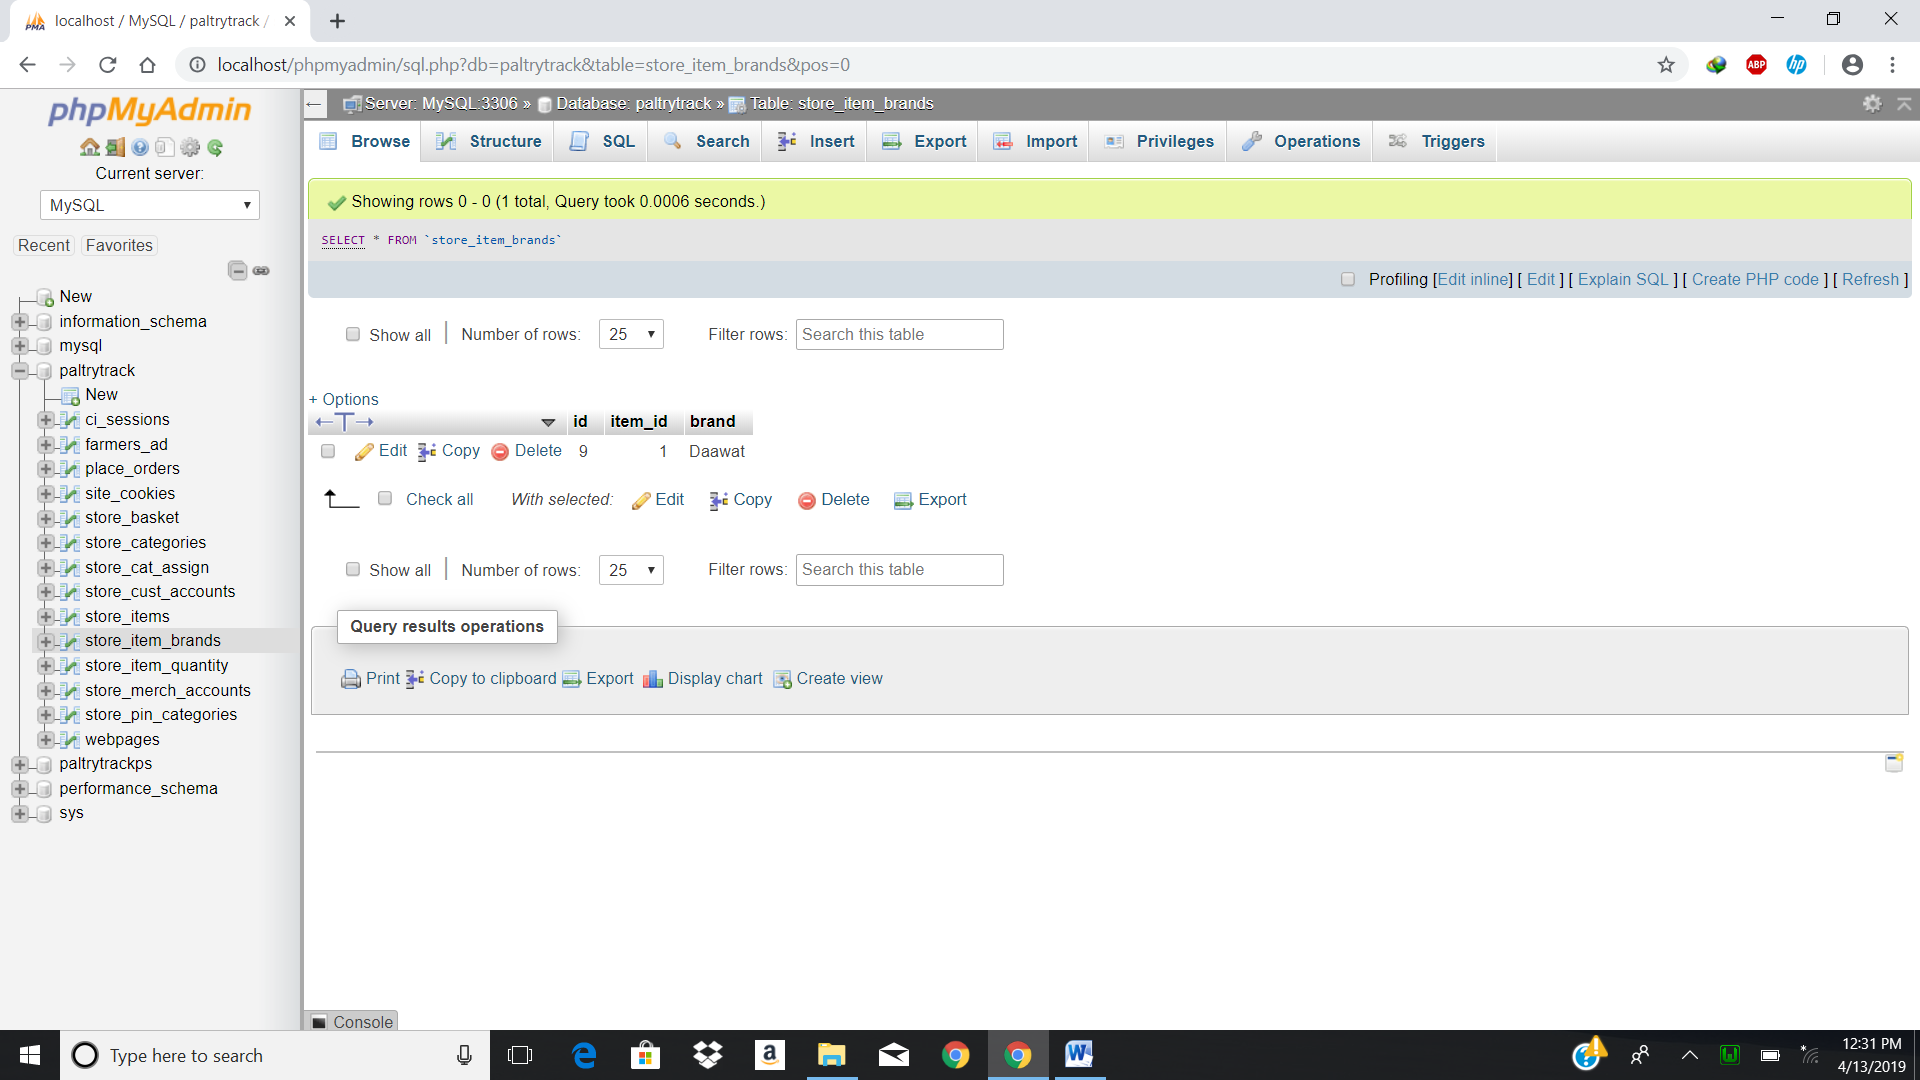 localhost / MySQL / paltrytrack /
localhost/phpmyadmin/sql.php?db=paltrytrack&table=store_item_brands&pos=0
ABP
hp
phpMyAdmin
Current server:
MySQL
Recent Favorites
New
information_schema
mysql
paltrytrack
New
ci_sessions
farmers_ad
place_orders
site_cookies
store_basket
store_categories
store_cat_assign
store_cust_accounts
store_items
store_item_brands
store_item_quantity
store_merch_accounts
store_pin_categories
webpages
paltrytrackps
performance_schema
sys
Server: MySQL:3306 » Database: paltrytrack » Table: store_item_brands
Browse Structure SQL Search Insert Export Import Privileges Operations Triggers
Showing rows 0 - 0 (1 total, Query took 0.0006 seconds.)
SELECT * FROM `store_item_brands`
Profiling [Edit inline] [ Edit ] [ Explain SQL ] [ Create PHP code ] [ Refresh ]
Show all Number of rows: 25 Filter rows: Search this table
+ Options
←T→ id item_id brand
Edit Copy Delete 9 1 Daawat
Check all With selected: Edit Copy Delete Export
Show all Number of rows: 25 Filter rows: Search this table
Query results operations
Print Copy to clipboard Export Display chart Create view
Console
Type here to search
12:31 PM
4/13/2019